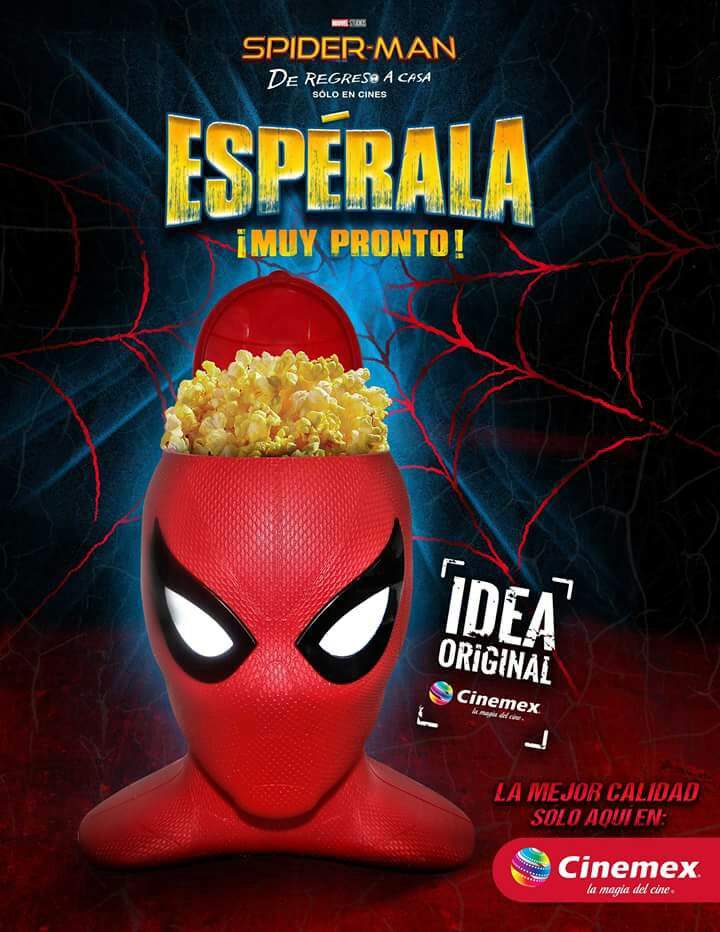 MARVEL STUDIOS
SPIDER-MAN
DE REGRESO A CASA
SÓLO EN CINES
ESPÉRALA
¡MUY PRONTO!
IDEA
ORIGINAL
Cinemex
la magia del cine
LA MEJOR CALIDAD
SOLO AQUI EN:
Cinemex
la magia del cine